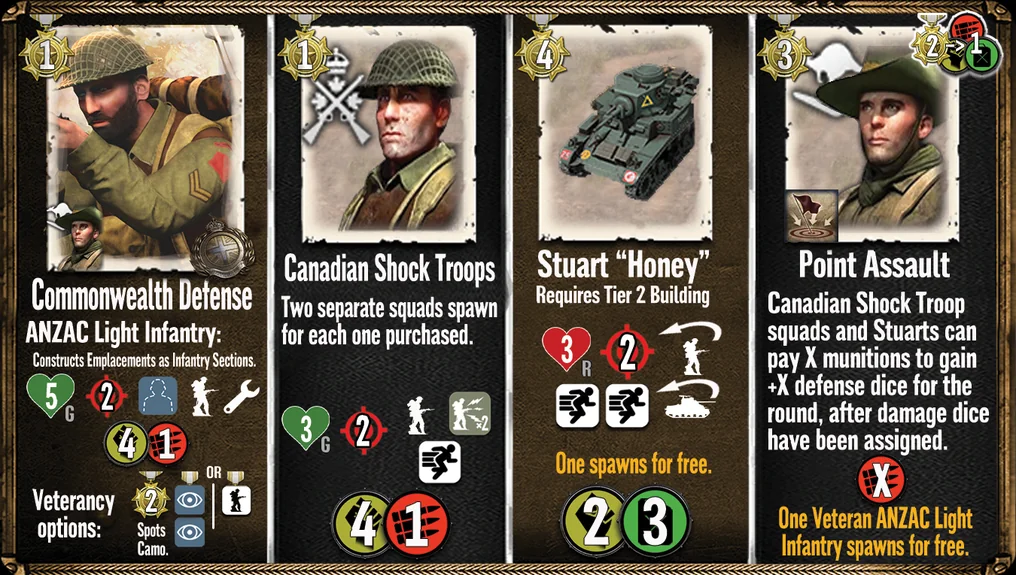 1
Commonwealth Defense
ANZAC Light Infantry:
Constructs Emplacements as Infantry Sections.
5 G 2
4 1
Veterancy options:
2
Spots Camo.
OR
1
Canadian Shock Troops
Two separate squads spawn
for each one purchased.
3 G 2 x2
4 1
4
Stuart “Honey”
Requires Tier 2 Building
3 R 2
One spawns for free.
2 3
3
2->1
Point Assault
Canadian Shock Troop
squads and Stuarts can
pay X munitions to gain
+X defense dice for the
round, after damage dice
have been assigned.
X
One Veteran ANZAC Light
Infantry spawns for free.